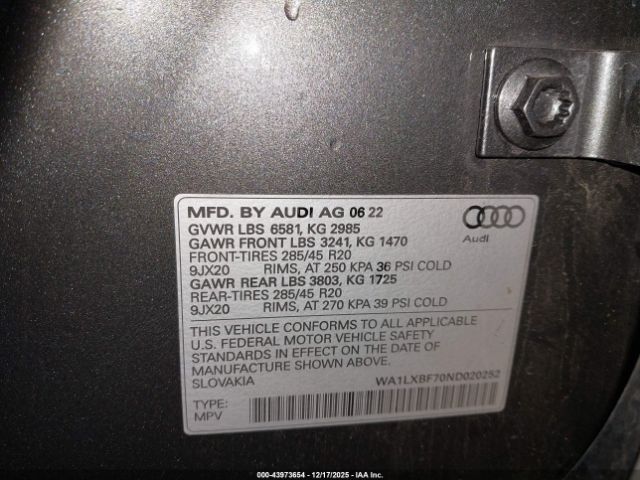 MFD. BY AUDI AG 06 22
GVWR LBS 6581, KG 2985
GAWR FRONT LBS 3241, KG 1470
FRONT-TIRES 285/45 R20
9JX20 RIMS, AT 250 KPA 36 PSI COLD
GAWR REAR LBS 3803, KG 1725
REAR-TIRES 285/45 R20
9JX20 RIMS, AT 270 KPA 39 PSI COLD
Audi
THIS VEHICLE CONFORMS TO ALL APPLICABLE
U.S. FEDERAL MOTOR VEHICLE SAFETY
STANDARDS IN EFFECT ON THE DATE OF
MANUFACTURE SHOWN ABOVE.
SLOVAKIA WA1LXBF70ND020252
TYPE:
MPV
000-43973654 - 12/17/2025 - IAA Inc.